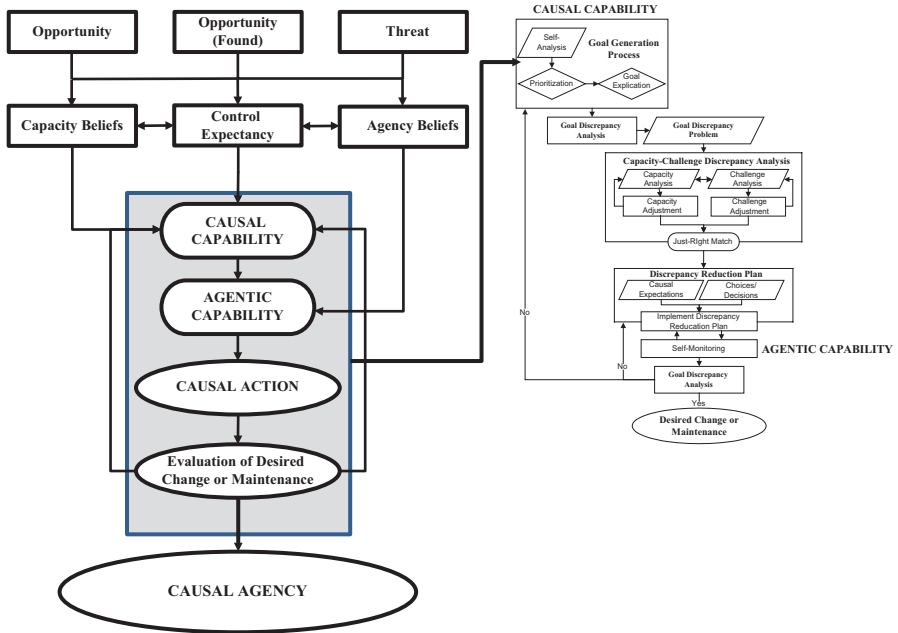 Opportunity
Opportunity
(Found)
Threat
Capacity Beliefs
Control
Expectancy
Agency Beliefs
CAUSAL
CAPABILITY
AGENTIC
CAPABILITY
CAUSAL ACTION
Evaluation of Desired
Change or Maintenance
CAUSAL AGENCY
CAUSAL CAPABILITY
Self-
Analysis
Goal Generation
Process
Prioritization
Goal
Explication
Goal Discrepancy
Analysis
Goal Discrepancy
Problem
Capacity-Challenge Discrepancy Analysis
Capacity
Analysis
Challenge
Analysis
Capacity
Adjustment
Challenge
Adjustment
Just-RIght Match
Discrepancy Reduction Plan
Causal
Expectations
Choices/
Decisions
No
Implement Discrepancy
Reducation Plan
Self-Monitoring
AGENTIC CAPABILITY
No
Goal Discrepancy
Analysis
Yes
Desired Change or
Maintenance